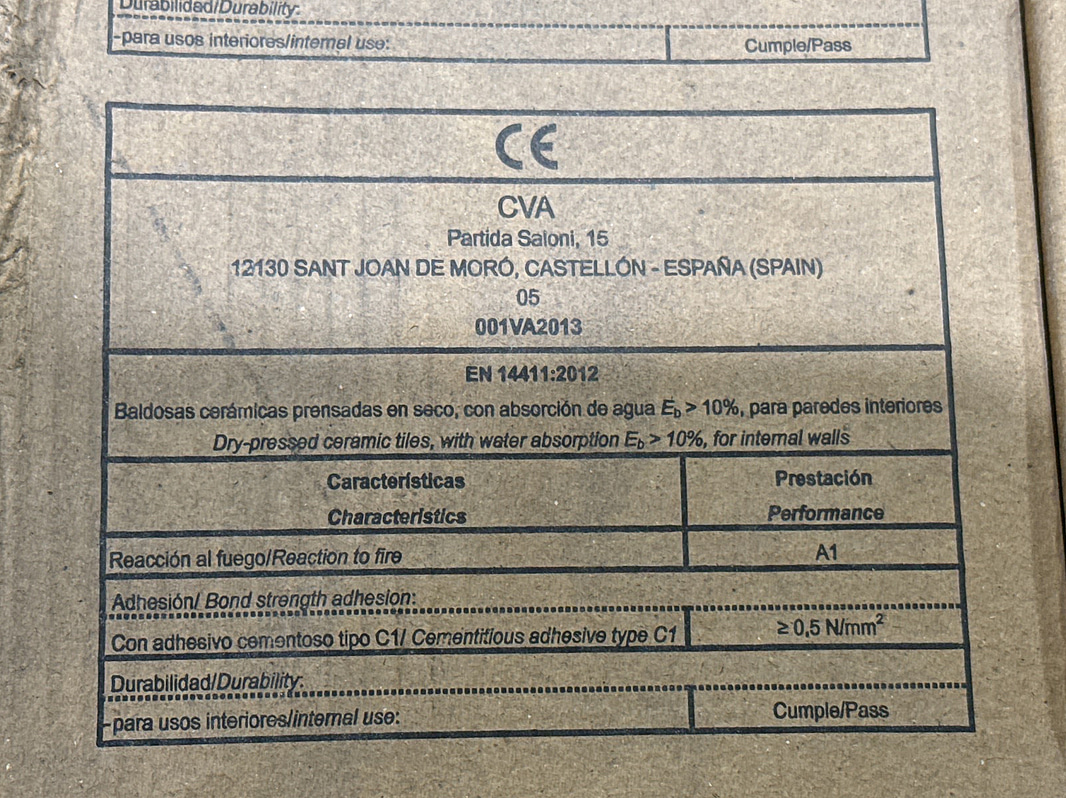 Durabilidad/Durability:
-para usos interiores/internal use: Cumple/Pass
CE
CVA
Partida Saloni, 15
12130 SANT JOAN DE MORÓ, CASTELLÓN - ESPAÑA (SPAIN)
05
001VA2013
EN 14411:2012
Baldosas cerámicas prensadas en seco, con absorción de agua Eb > 10%, para paredes interiores
Dry-pressed ceramic tiles, with water absorption Eb > 10%, for internal walls
Características Prestación
Characteristics Performance
Reacción al fuego/Reaction to fire A1
Adhesión/ Bond strength adhesion:
Con adhesivo cementoso tipo C1/ Cementitious adhesive type C1 ≥ 0,5 N/mm²
Durabilidad/Durability:
-para usos interiores/internal use: Cumple/Pass